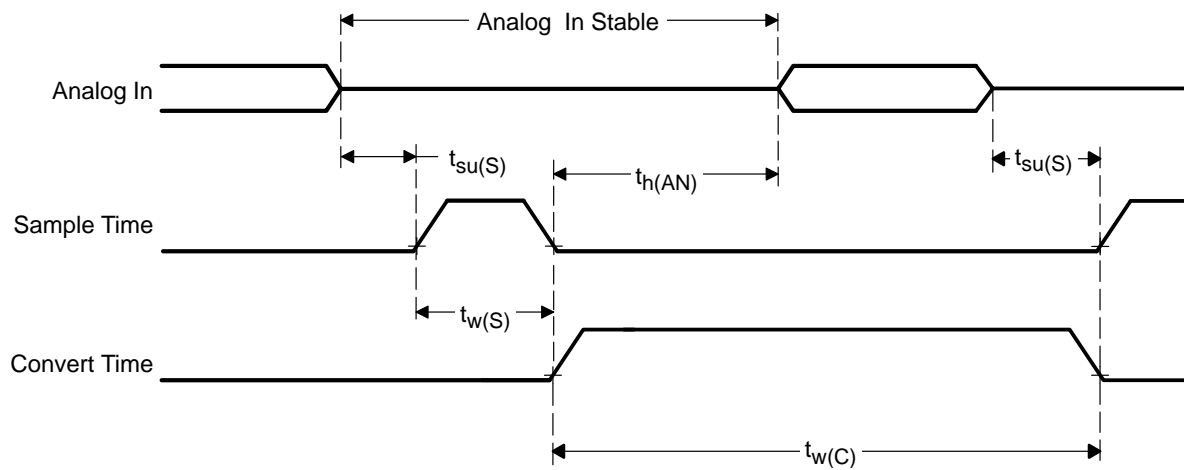 Analog In Stable
Analog In
t_su(S)
t_su(S)
t_h(AN)
Sample Time
t_w(S)
Convert Time
t_w(C)